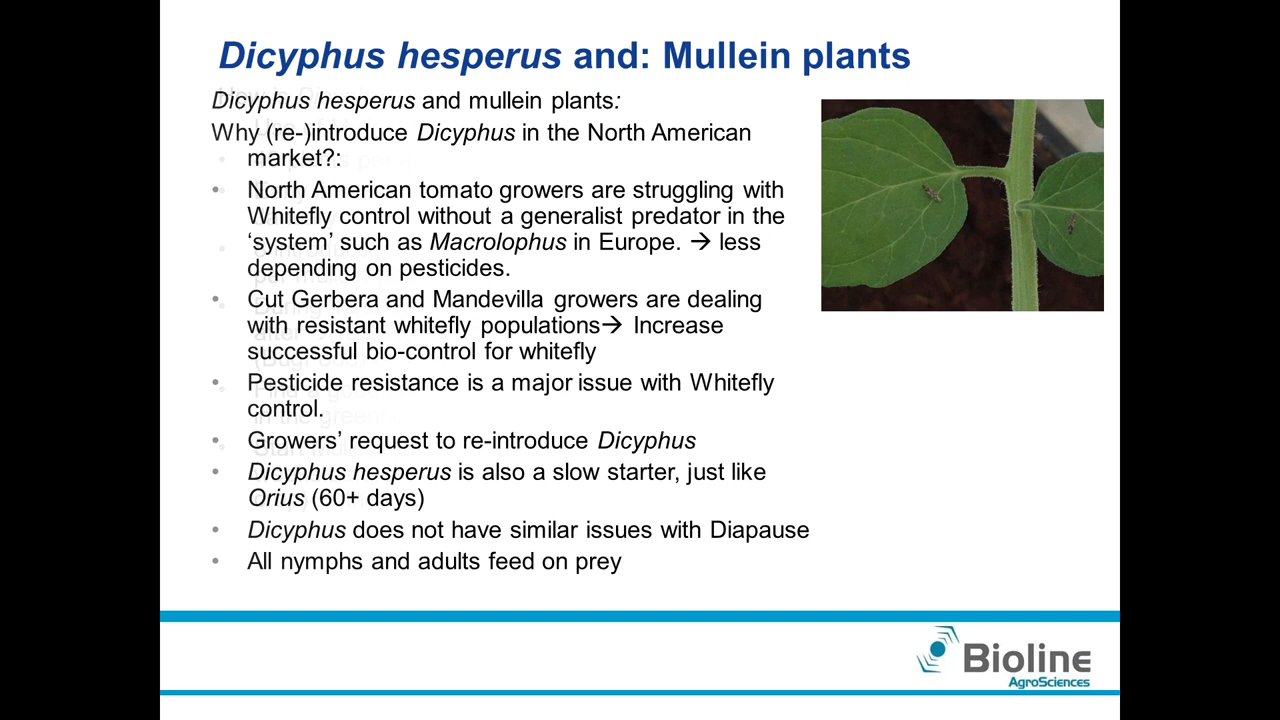 Dicyphus hesperus and: Mullein plants
Dicyphus hesperus and mullein plants:
Why (re-)introduce Dicyphus in the North American
market?:
• North American tomato growers are struggling with
Whitefly control without a generalist predator in the
‘system’ such as Macrolophus in Europe. → less
depending on pesticides.
• Cut Gerbera and Mandevilla growers are dealing
with resistant whitefly populations→ Increase
successful bio-control for whitefly
• Pesticide resistance is a major issue with Whitefly
control.
• Growers’ request to re-introduce Dicyphus
• Dicyphus hesperus is also a slow starter, just like
Orius (60+ days)
• Dicyphus does not have similar issues with Diapause
• All nymphs and adults feed on prey
Bioline
AgroSciences